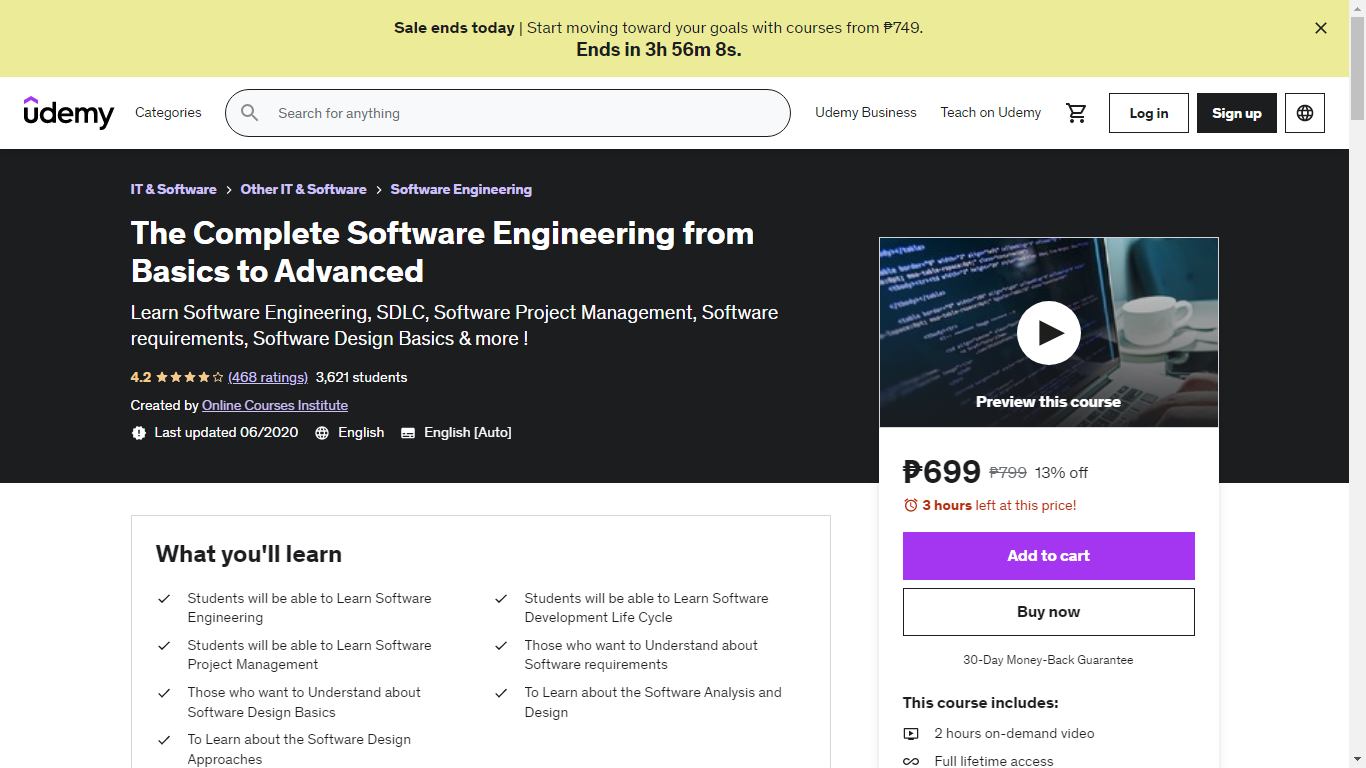 Sale ends today | Start moving toward your goals with courses from ₱749.
Ends in 3h 56m 8s.
udemy
Categories
Search for anything
Udemy Business
Teach on Udemy
Log in
Sign up
IT & Software
Other IT & Software
Software Engineering
The Complete Software Engineering from
Basics to Advanced
Learn Software Engineering, SDLC, Software Project Management, Software
requirements, Software Design Basics & more !
4.2 (468 ratings) 3,621 students
Created by Online Courses Institute
Last updated 06/2020 English English [Auto]
Preview this course
₱699 ₱799 13% off
3 hours left at this price!
Add to cart
Buy now
30-Day Money-Back Guarantee
This course includes:
2 hours on-demand video
Full lifetime access
What you'll learn
Students will be able to Learn Software
Engineering
Students will be able to Learn Software
Development Life Cycle
Students will be able to Learn Software
Project Management
Those who want to Understand about
Software requirements
Those who want to Understand about
Software Design Basics
To Learn about the Software Analysis and
Design
To Learn about the Software Design
Approaches